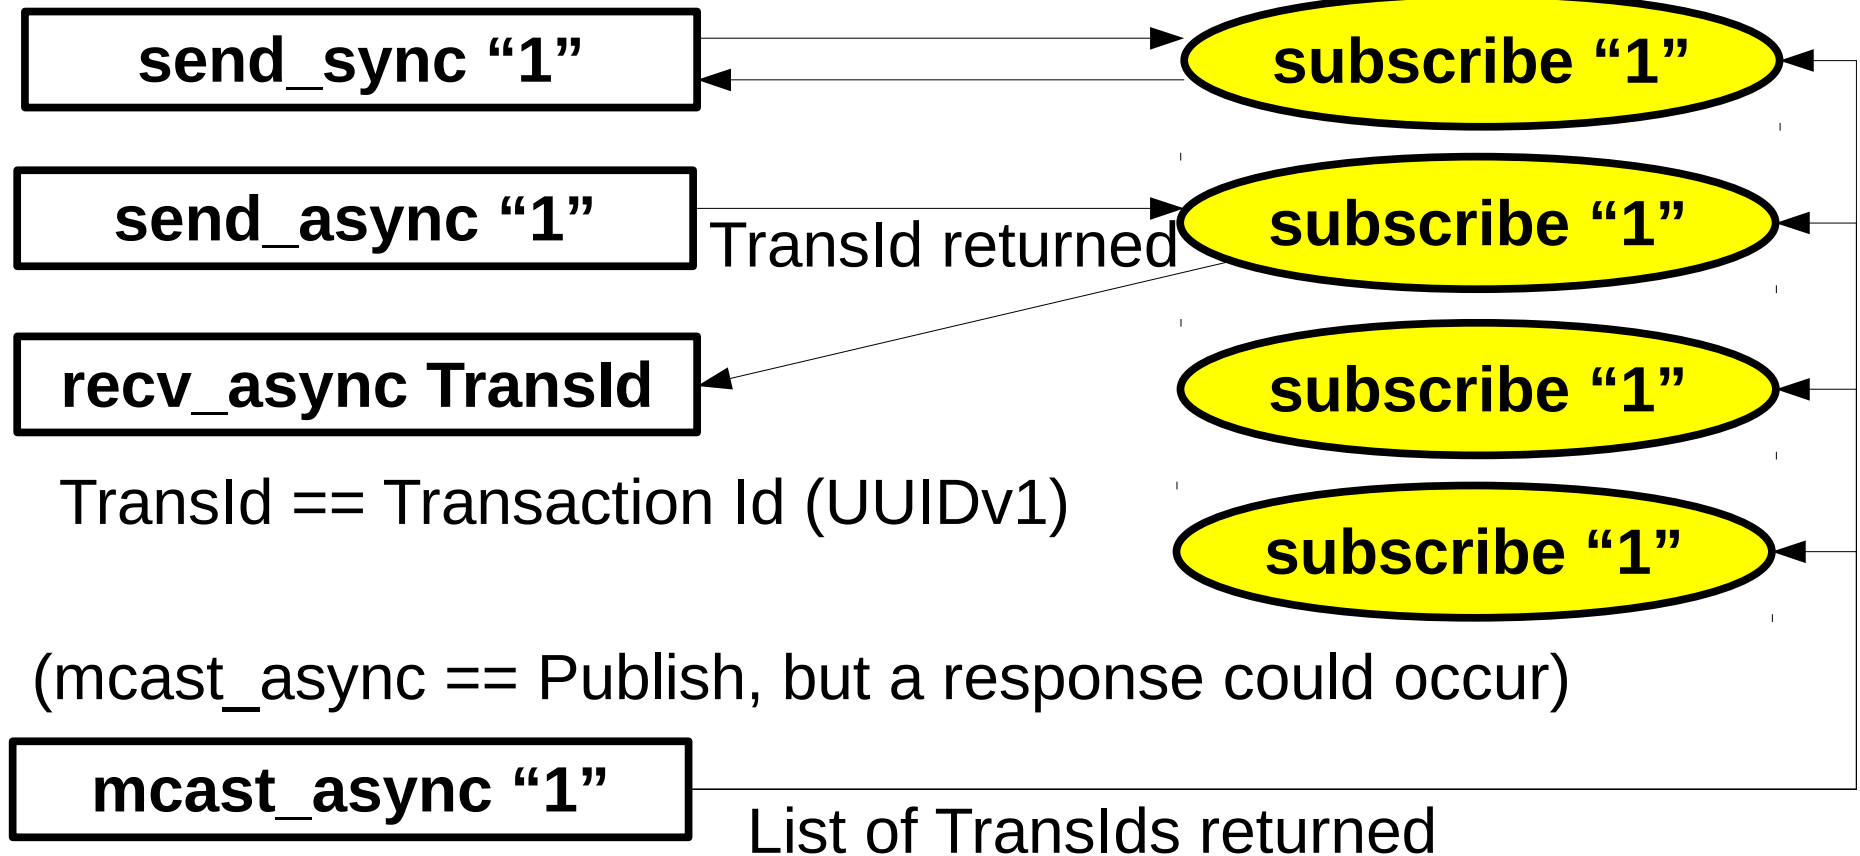 send_sync “1”
subscribe “1”
send_async “1”
TransId returned
subscribe “1”
recv_async TransId
subscribe “1”
TransId == Transaction Id (UUIDv1)
subscribe “1”
(mcast_async == Publish, but a response could occur)
mcast_async “1”
List of TransIds returned